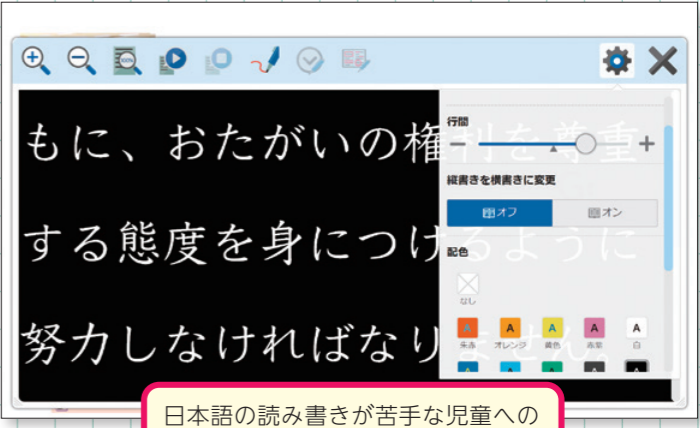 100%
もに、おたがいの権利を尊重
する態度を身につけるように
努力しなければなりません。
行間
縦書きを横書きに変更
オフ
オン
配色
なし
A A A A A
朱赤 オレンジ 黄色 赤紫 白
日本語の読み書きが苦手な児童への